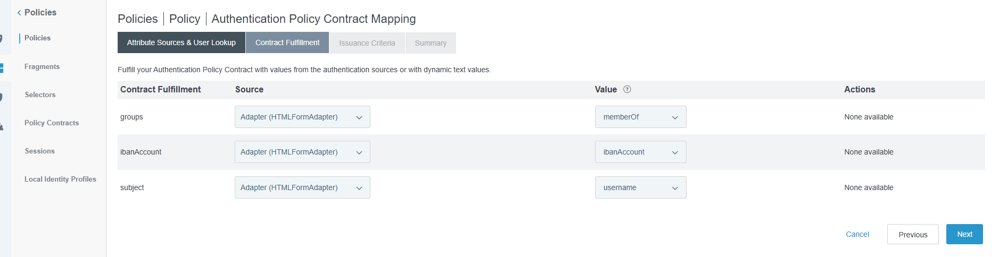 Policies
Policies
Fragments
Selectors
Policy Contracts
Sessions
Local Identity Profiles
Policies | Policy | Authentication Policy Contract Mapping
Attribute Sources & User Lookup Contract Fulfillment Issuance Criteria Summary
Fulfill your Authentication Policy Contract with values from the authentication sources or with dynamic text values.
Contract Fulfillment Source Value ? Actions
groups Adapter (HTMLFormAdapter) memberOf None available
ibanAccount Adapter (HTMLFormAdapter) ibanAccount None available
subject Adapter (HTMLFormAdapter) username None available
Cancel Previous Next